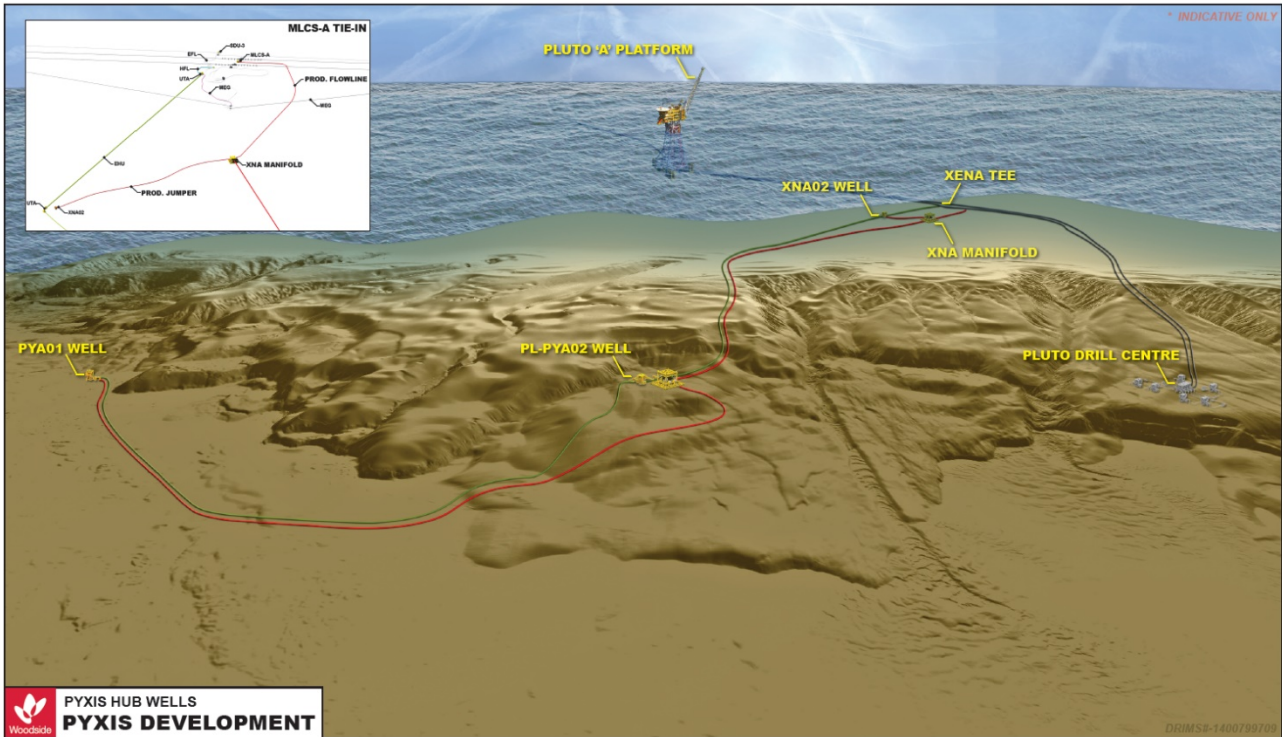 * INDICATIVE ONLY
MLCS-A TIE-IN
SDU-3
EFL
MLCS-A
HFL
UTA
MEG
PROD. FLOWLINE
MEG
EHU
XNA MANIFOLD
PROD. JUMPER
UTA
XNA02
PLUTO 'A' PLATFORM
XNA02 WELL
XENA TEE
XNA MANIFOLD
PYA01 WELL
PL-PYA02 WELL
PLUTO DRILL CENTRE
Woodside
PYXIS HUB WELLS
PYXIS DEVELOPMENT
DRIMS#-1400799709